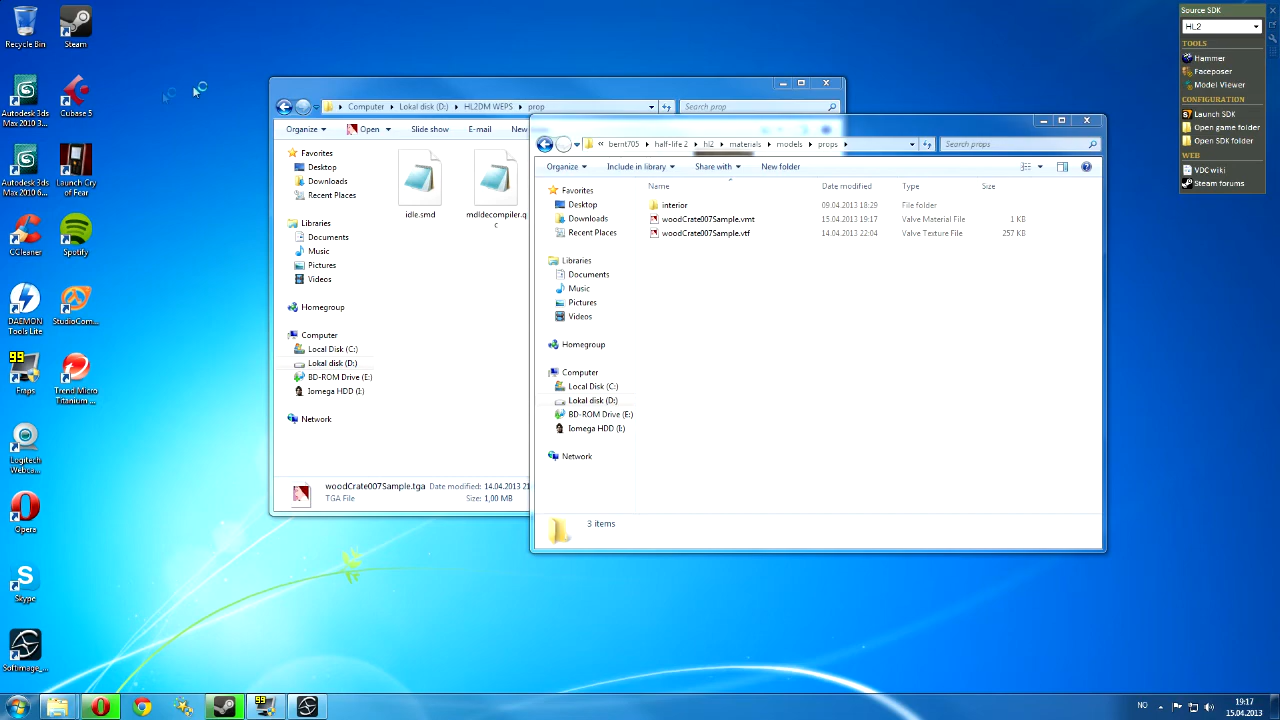 Recycle Bin
Steam
Autodesk 3ds
Max 2010 3...
Cubase 5
Autodesk 3ds
Max 2010 6...
Launch Cry
of Fear
CCleaner
Spotify
DAEMON
Tools Lite
StudioCom...
99
Fraps
Trend Micro
Titanium ...
Logitech
Webca...
Opera
Skype
Softimage_...
Computer
Lokal disk (D:)
HL2DM WEPS
prop
Search prop
Organize
Open
Slide show
E-mail
New
Favorites
Desktop
Downloads
Recent Places
Libraries
Documents
Music
Pictures
Videos
Homegroup
Computer
Local Disk (C:)
Lokal disk (D:)
BD-ROM Drive (E:)
Iomega HDD (I:)
Network
idle.smd
mdldecompiler.q
c
woodCrate007Sample.tga Date modified: 14.04.2013 21
TGA File Size: 1,00 MB
« bernt705
half-life 2
hl2
materials
models
props
Search props
Organize
Include in library
Share with
New folder
Favorites
Desktop
Downloads
Recent Places
Libraries
Documents
Music
Pictures
Videos
Homegroup
Computer
Local Disk (C:)
Lokal disk (D:)
BD-ROM Drive (E:)
Iomega HDD (I:)
Network
Name Date modified Type Size
interior 09.04.2013 18:29 File folder
woodCrate007Sample.vmt 15.04.2013 19:17 Valve Material File 1 KB
woodCrate007Sample.vtf 14.04.2013 22:04 Valve Texture File 257 KB
3 items
Source SDK
HL2
TOOLS
Hammer
Faceposer
Model Viewer
CONFIGURATION
Launch SDK
Open game folder
Open SDK folder
WEB
VDC wiki
Steam forums
99
NO
19:17
15.04.2013